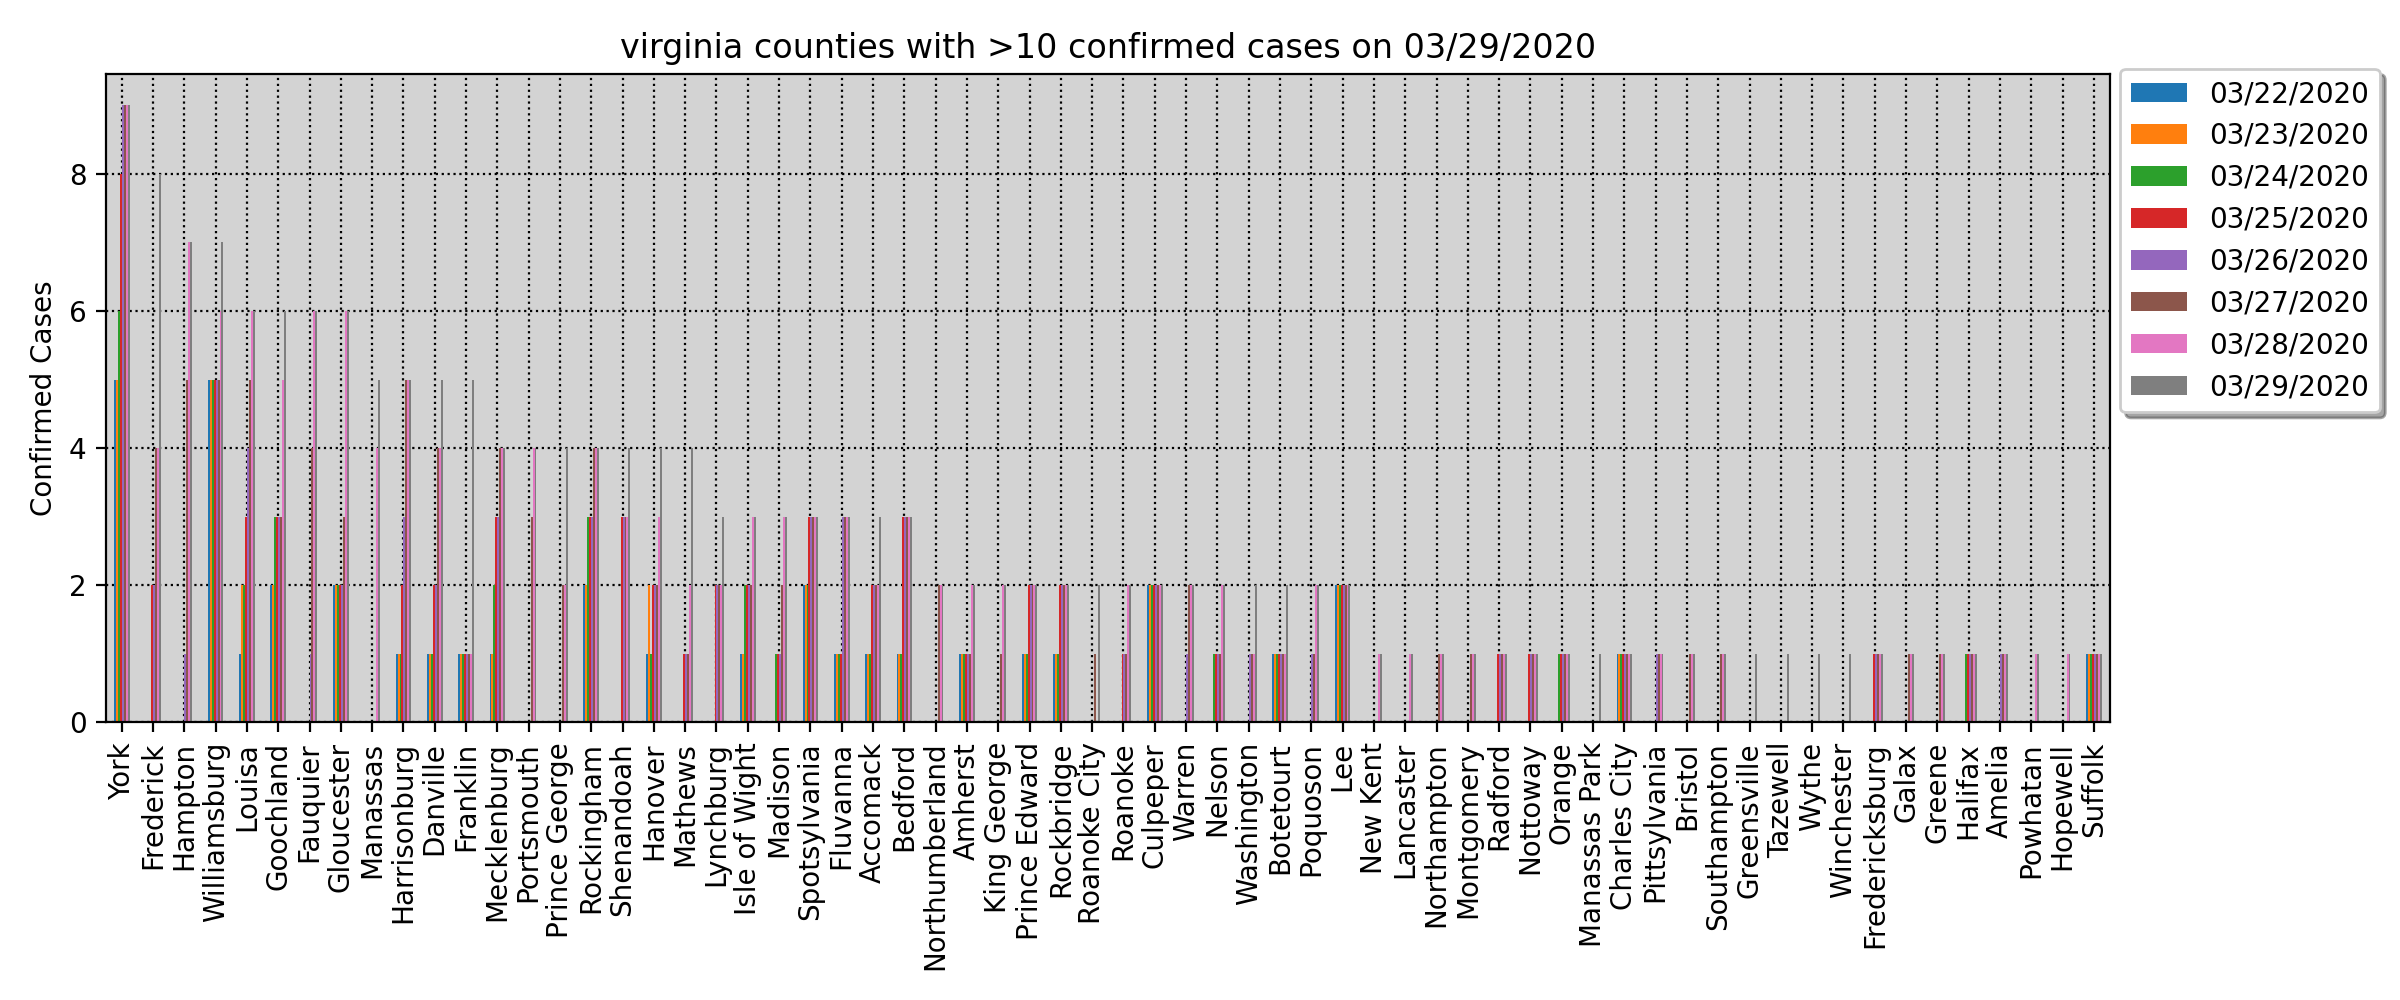 virginia counties with >10 confirmed cases on 03/29/2020
03/22/2020
03/23/2020
03/24/2020
03/25/2020
03/26/2020
03/27/2020
03/28/2020
03/29/2020
Confirmed Cases
8
6
4
2
0
York
Frederick
Hampton
Williamsburg
Louisa
Goochland
Fauquier
Gloucester
Manassas
Harrisonburg
Danville
Franklin
Mecklenburg
Portsmouth
Prince George
Rockingham
Shenandoah
Hanover
Mathews
Lynchburg
Isle of Wight
Madison
Spotsylvania
Fluvanna
Accomack
Bedford
Northumberland
Amherst
King George
Prince Edward
Rockbridge
Roanoke City
Roanoke
Culpeper
Warren
Nelson
Washington
Botetourt
Poquoson
Lee
New Kent
Lancaster
Northampton
Montgomery
Radford
Nottoway
Orange
Manassas Park
Charles City
Pittsylvania
Bristol
Southampton
Greensville
Tazewell
Wythe
Winchester
Fredericksburg
Galax
Greene
Halifax
Amelia
Powhatan
Hopewell
Suffolk